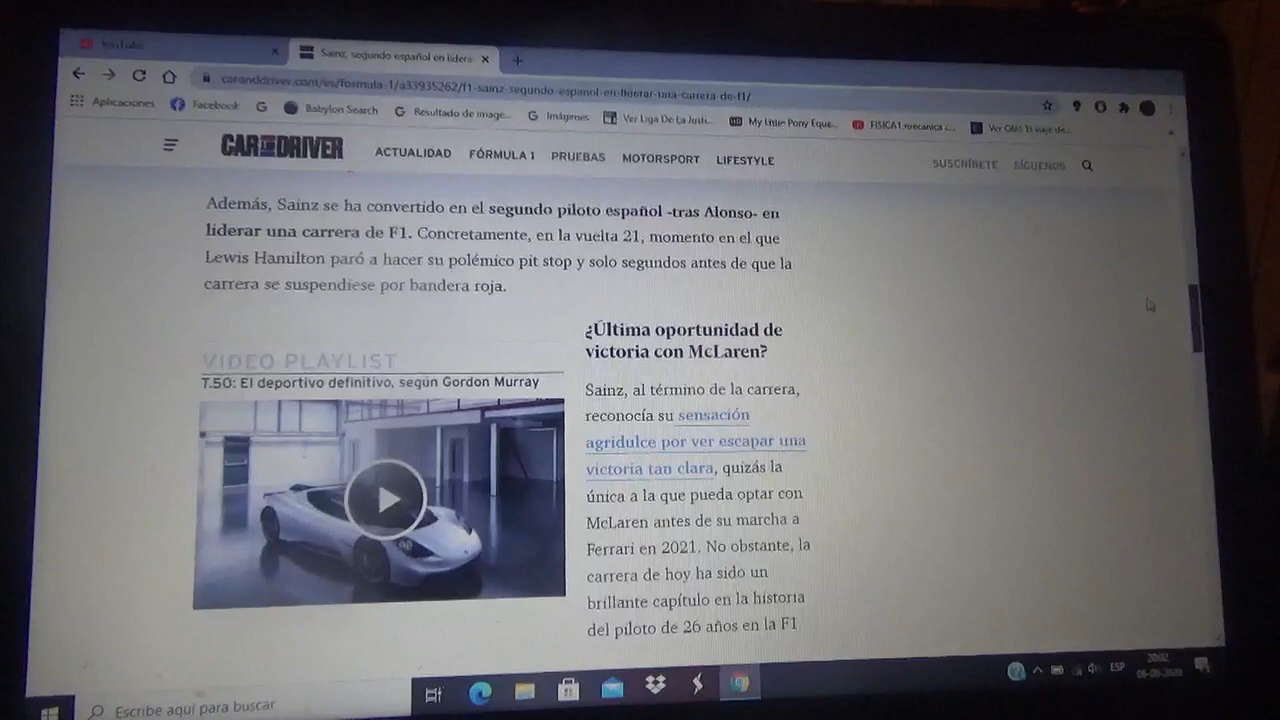 YouTube
Sainz, segundo español en lidera
caranddriver.com/es/formula-1/a33935262/f1-sainz-segundo-espanol-en-liderar-una-carrera-de-f1/
Aplicaciones Facebook Babylon Search Resultado de image... Imágenes Ver Liga De La Justi... My Little Pony Eque... FISICA1 mecanica
CAR AND DRIVER ACTUALIDAD FÓRMULA 1 PRUEBAS MOTORSPORT LIFESTYLE SUSCRÍBETE SÍGUENOS
Además, Sainz se ha convertido en el segundo piloto español -tras Alonso- en
liderar una carrera de F1. Concretamente, en la vuelta 21, momento en el que
Lewis Hamilton paró a hacer su polémico pit stop y solo segundos antes de que la
carrera se suspendiese por bandera roja.
VIDEO PLAYLIST
T.50: El deportivo definitivo, según Gordon Murray
¿Última oportunidad de
victoria con McLaren?
Sainz, al término de la carrera,
reconocía su sensación
agridulce por ver escapar una
victoria tan clara, quizás la
única a la que pueda optar con
McLaren antes de su marcha a
Ferrari en 2021. No obstante, la
carrera de hoy ha sido un
brillante capítulo en la historia
del piloto de 26 años en la F1
Escribe aquí para buscar
ESP
20:02